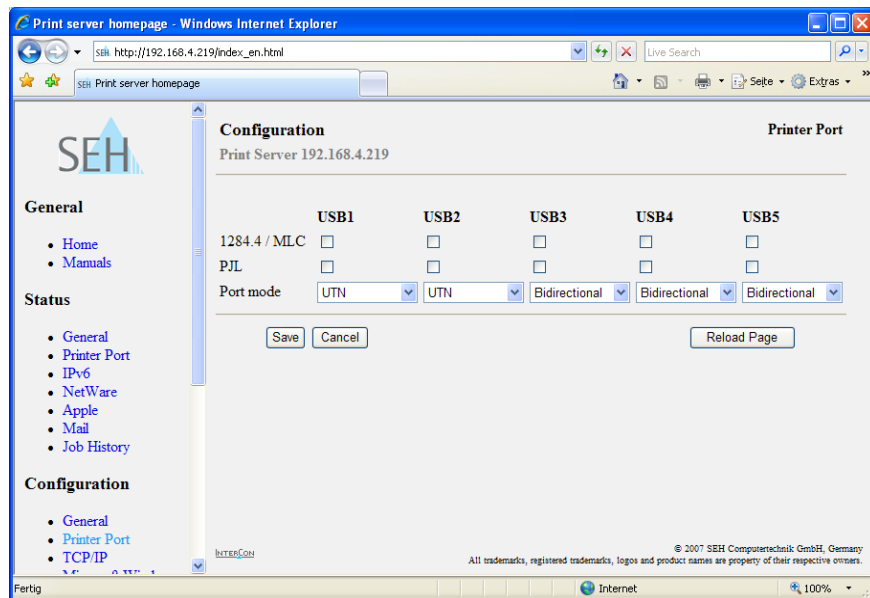 Print server homepage - Windows Internet Explorer
SEH http://192.168.4.219/index_en.html
Live Search
SEH Print server homepage
Seite
Extras
SEH
Configuration
Printer Port
Print Server 192.168.4.219
General
Home
Manuals
Status
General
Printer Port
IPv6
NetWare
Apple
Mail
Job History
Configuration
General
Printer Port
TCP/IP
USB1 USB2 USB3 USB4 USB5
1284.4 / MLC
PJL
Port mode UTN UTN Bidirectional Bidirectional Bidirectional
Save Cancel Reload Page
INTERCON
© 2007 SEH Computertechnik GmbH, Germany
All trademarks, registered trademarks, logos and product names are property of their respective owners.
Fertig
Internet
100%